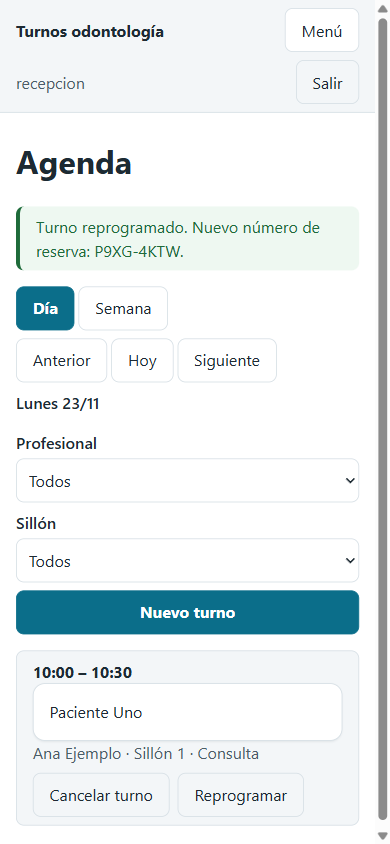 Turnos odontología
Menú
recepcion
Salir
Agenda
Turno reprogramado. Nuevo número de
reserva: P9XG-4KTW.
Día
Semana
Anterior
Hoy
Siguiente
Lunes 23/11
Profesional
Todos
Sillón
Todos
Nuevo turno
10:00 – 10:30
Paciente Uno
Ana Ejemplo · Sillón 1 · Consulta
Cancelar turno
Reprogramar